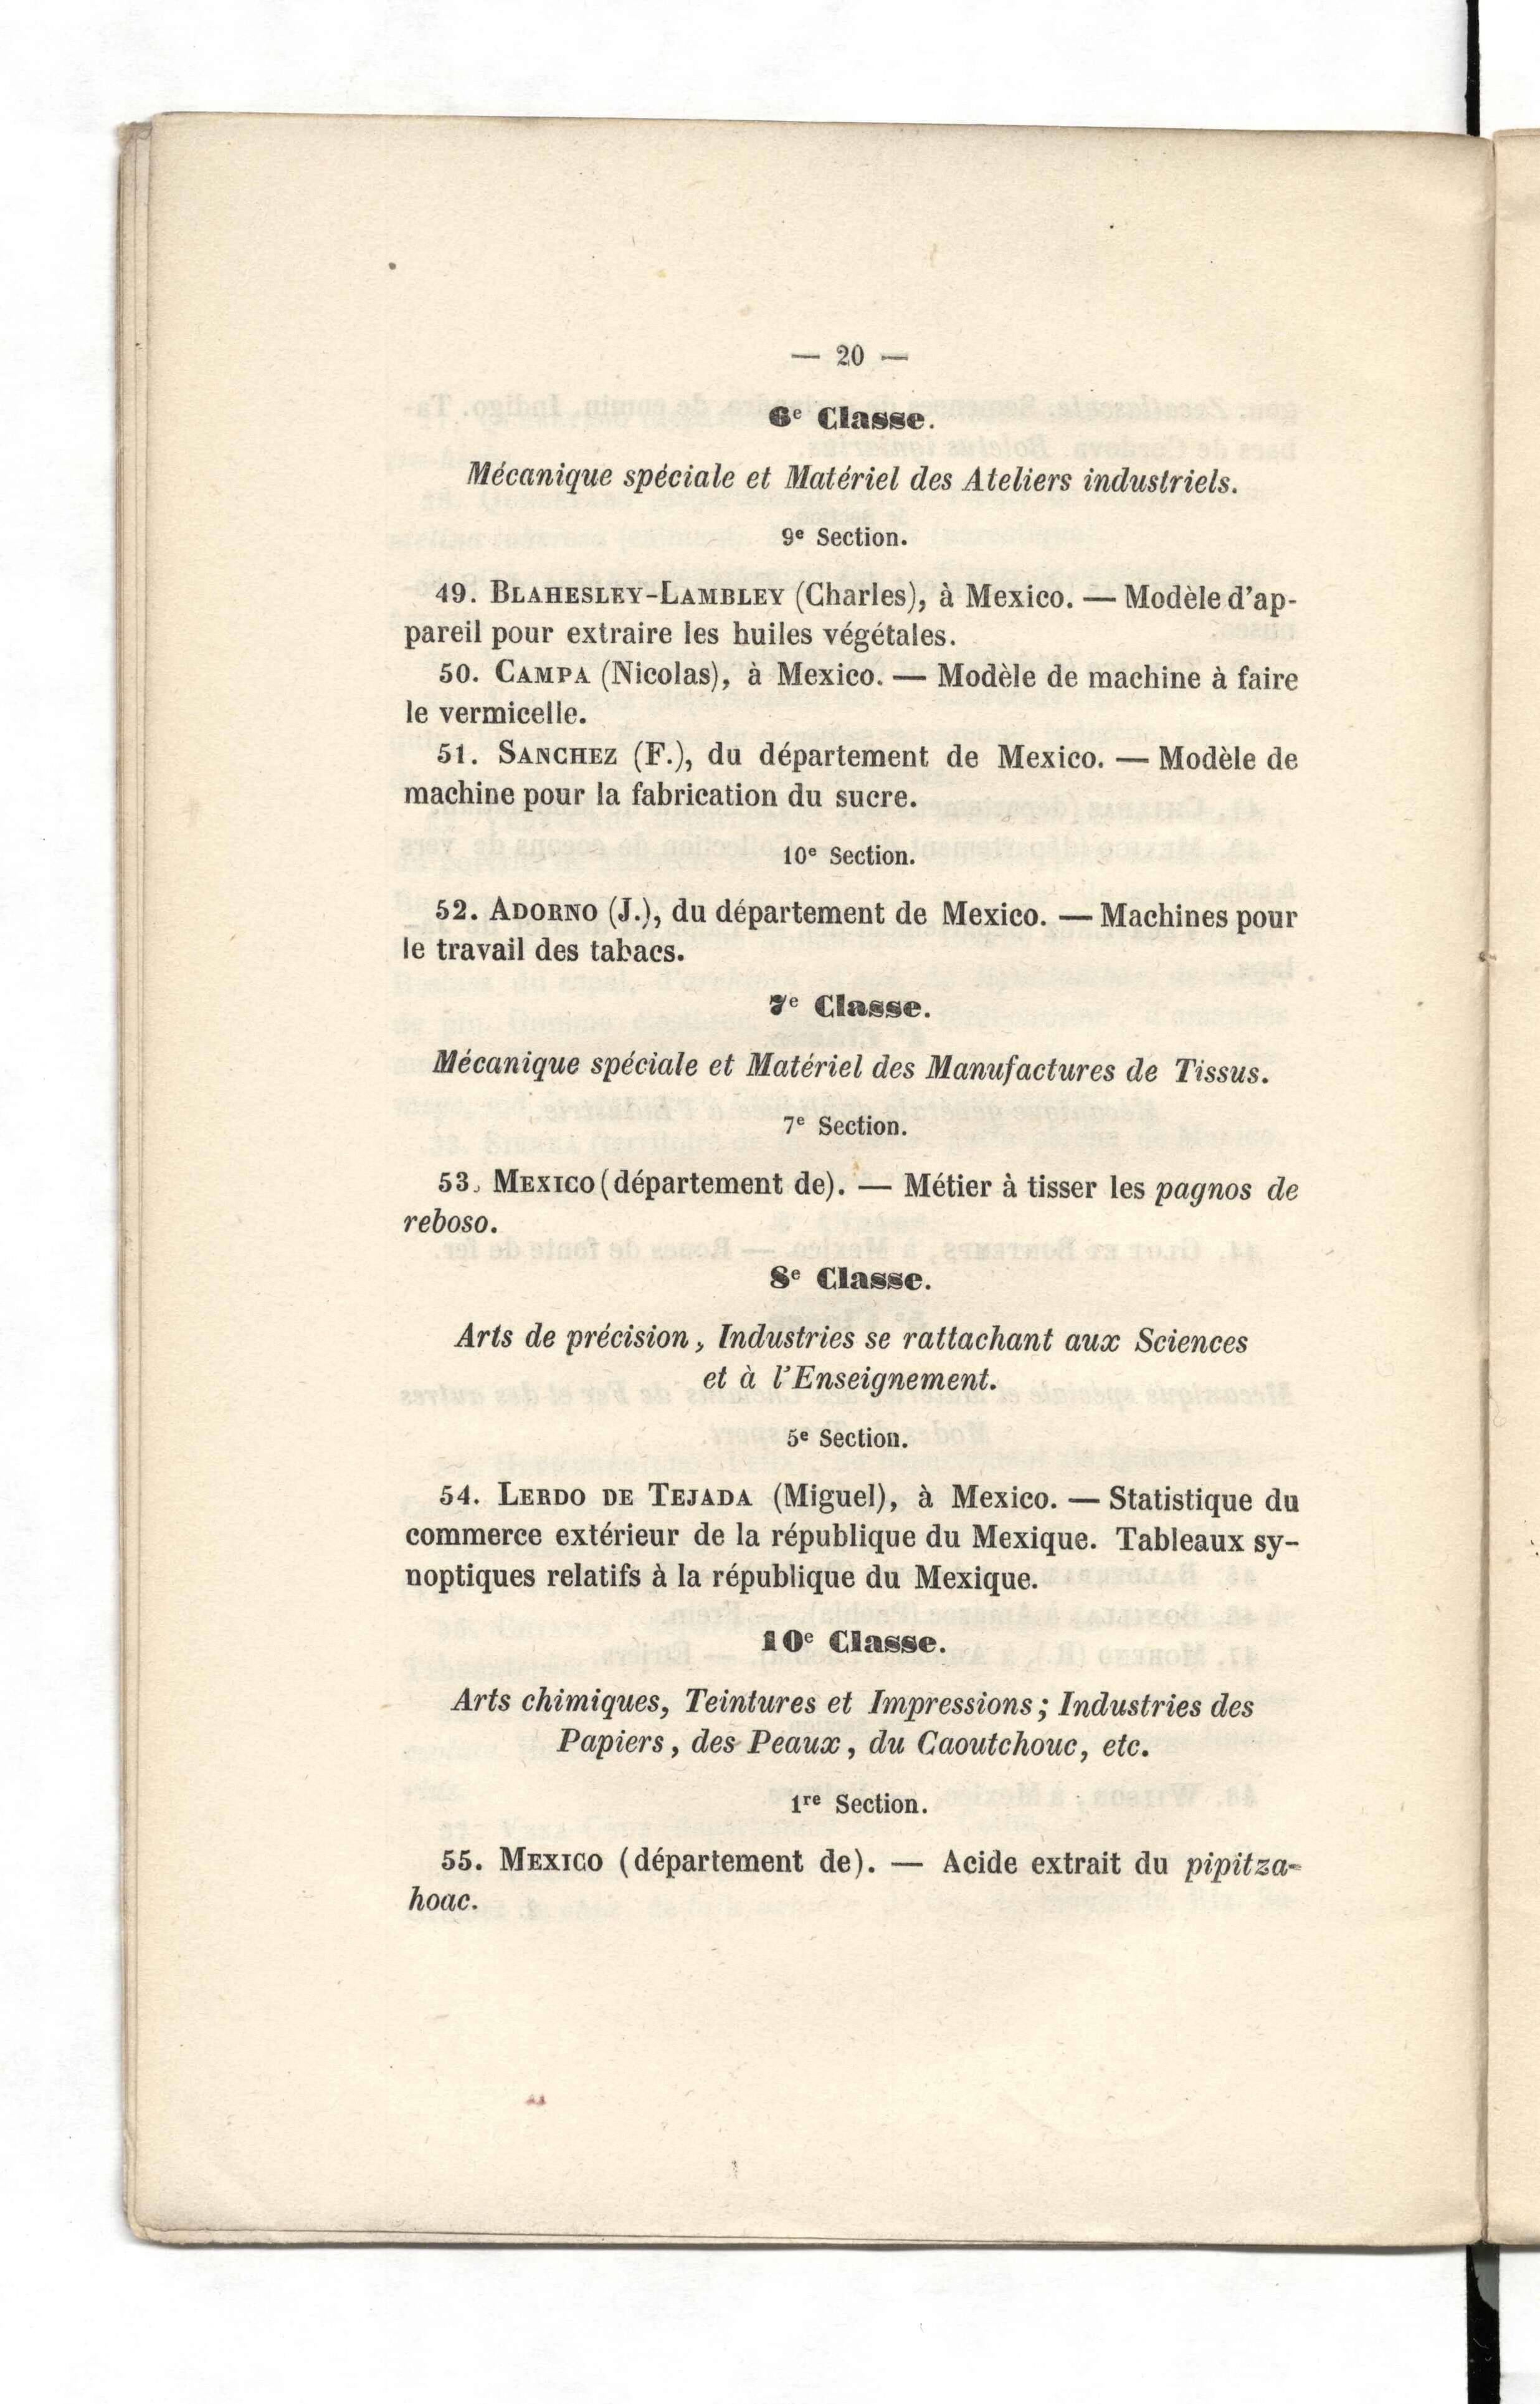 — 20 —
6e Classe.
Mécanique spéciale et Matériel des Ateliers industriels.
9e Section.
49. BLAHESLEY-LAMBLEY (Charles), à Mexico. — Modèle d'ap-
pareil pour extraire les huiles végétales.
50. CAMPA (Nicolas), à Mexico. — Modèle de machine à faire
le vermicelle.
51. SANCHEZ (F.), du département de Mexico. — Modèle de
machine pour la fabrication du sucre.
10e Section.
52. ADORNO (J.), du département de Mexico. — Machines pour
le travail des tabacs.
7e Classe.
Mécanique spéciale et Matériel des Manufactures de Tissus.
7e Section.
53. MEXICO (département de). — Métier à tisser les pagnos de
reboso.
8e Classe.
Arts de précision, Industries se rattachant aux Sciences
et à l'Enseignement.
5e Section.
54. LERDO DE TEJADA (Miguel), à Mexico. — Statistique du
commerce extérieur de la république du Mexique. Tableaux sy-
noptiques relatifs à la république du Mexique.
10e Classe.
Arts chimiques, Teintures et Impressions; Industries des
Papiers, des Peaux, du Caoutchouc, etc.
1re Section.
55. MEXICO (département de). — Acide extrait du pipitza-
hoac.